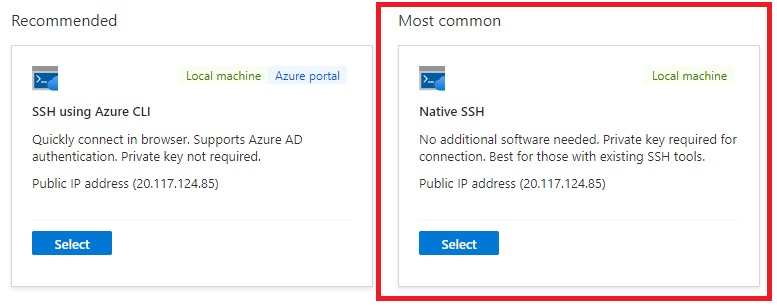 Recommended
Local machine Azure portal
SSH using Azure CLI
Quickly connect in browser. Supports Azure AD
authentication. Private key not required.
Public IP address (20.117.124.85)
Select
Most common
Local machine
Native SSH
No additional software needed. Private key required for
connection. Best for those with existing SSH tools.
Public IP address (20.117.124.85)
Select